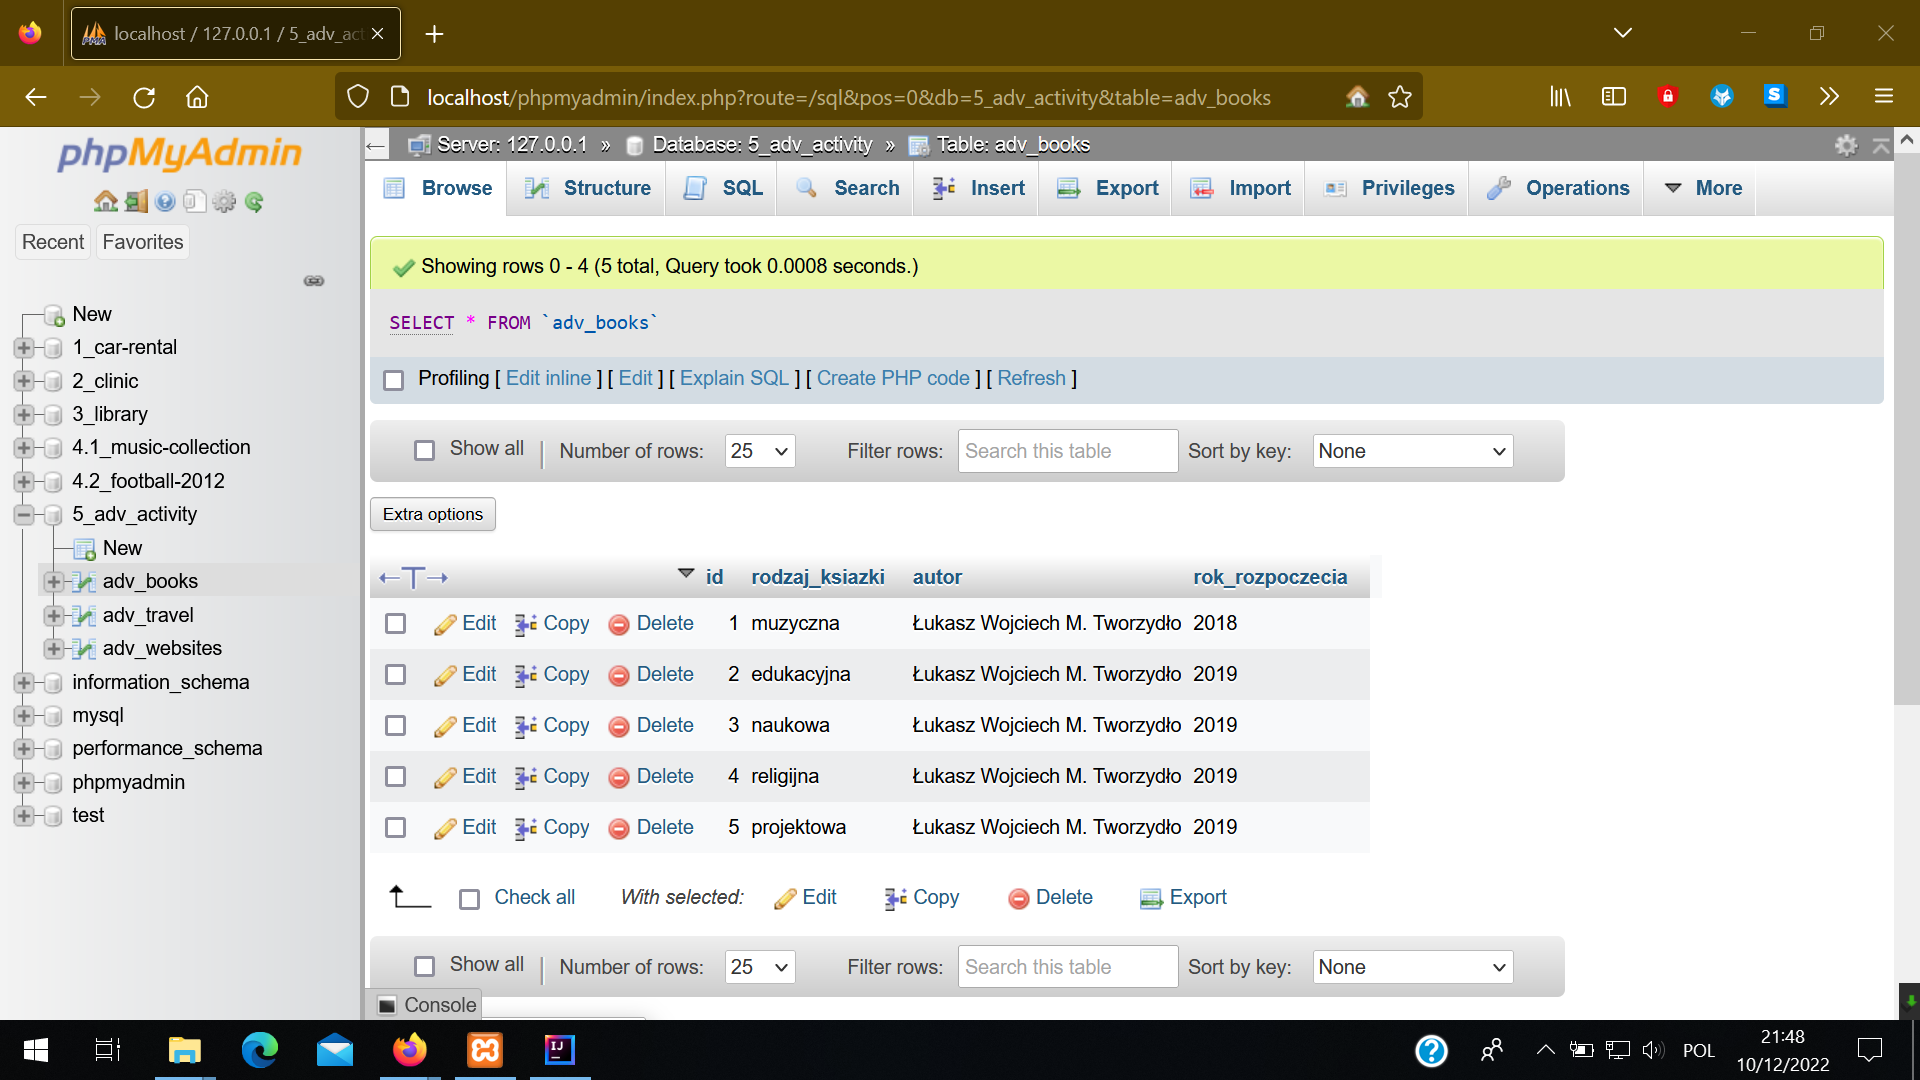 localhost / 127.0.0.1 / 5_adv_act
localhost/phpmyadmin/index.php?route=/sql&pos=0&db=5_adv_activity&table=adv_books
phpMyAdmin
Recent Favorites
New
1_car-rental
2_clinic
3_library
4.1_music-collection
4.2_football-2012
5_adv_activity
New
adv_books
adv_travel
adv_websites
information_schema
mysql
performance_schema
phpmyadmin
test
Server: 127.0.0.1 » Database: 5_adv_activity » Table: adv_books
Browse Structure SQL Search Insert Export Import Privileges Operations More
Showing rows 0 - 4 (5 total, Query took 0.0008 seconds.)
SELECT * FROM `adv_books`
Profiling [ Edit inline ] [ Edit ] [ Explain SQL ] [ Create PHP code ] [ Refresh ]
Show all Number of rows: 25 Filter rows: Search this table Sort by key: None
Extra options
id rodzaj_ksiazki autor rok_rozpoczecia
Edit Copy Delete 1 muzyczna Łukasz Wojciech M. Tworzydło 2018
Edit Copy Delete 2 edukacyjna Łukasz Wojciech M. Tworzydło 2019
Edit Copy Delete 3 naukowa Łukasz Wojciech M. Tworzydło 2019
Edit Copy Delete 4 religijna Łukasz Wojciech M. Tworzydło 2019
Edit Copy Delete 5 projektowa Łukasz Wojciech M. Tworzydło 2019
Check all With selected: Edit Copy Delete Export
Show all Number of rows: 25 Filter rows: Search this table Sort by key: None
Console
POL
21:48
10/12/2022